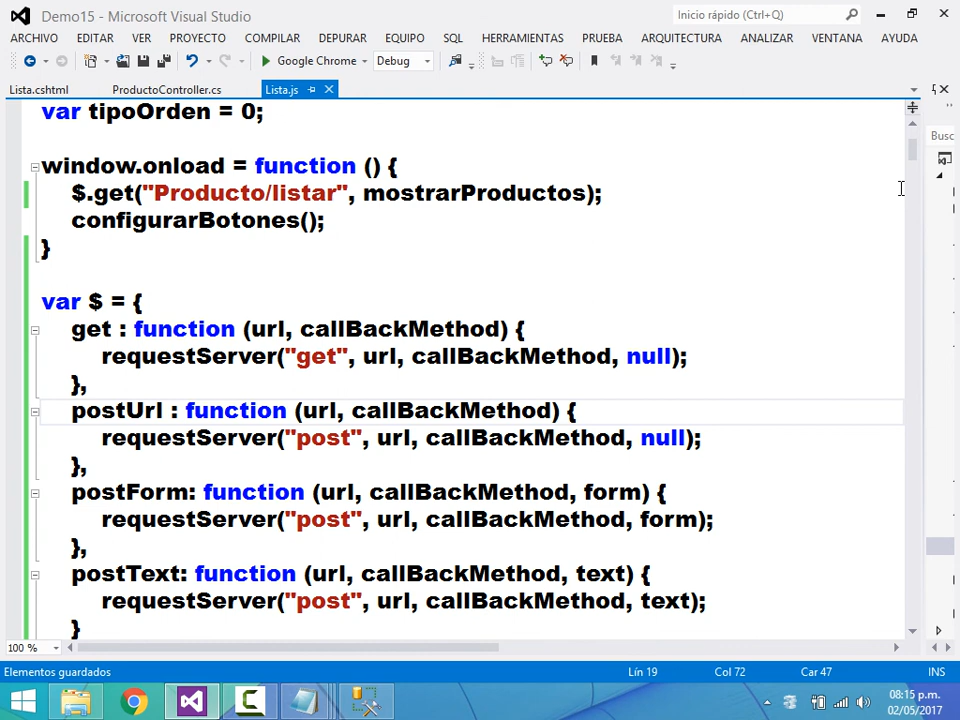 Demo15 - Microsoft Visual Studio
Inicio rápido (Ctrl+Q)
ARCHIVO EDITAR VER PROYECTO COMPILAR DEPURAR EQUIPO SQL HERRAMIENTAS PRUEBA ARQUITECTURA ANALIZAR VENTANA AYUDA
Google Chrome Debug
Lista.cshtml ProductoController.cs Lista.js
Busc
var tipoOrden = 0;
window.onload = function () {
$.get("Producto/listar", mostrarProductos);
configurarBotones();
}
var $ = {
get : function (url, callBackMethod) {
requestServer("get", url, callBackMethod, null);
},
postUrl : function (url, callBackMethod) {
requestServer("post", url, callBackMethod, null);
},
postForm: function (url, callBackMethod, form) {
requestServer("post", url, callBackMethod, form);
},
postText: function (url, callBackMethod, text) {
requestServer("post", url, callBackMethod, text);
}
100 %
Elementos guardados Lín 19 Col 72 Car 47 INS
08:15 p.m.
02/05/2017